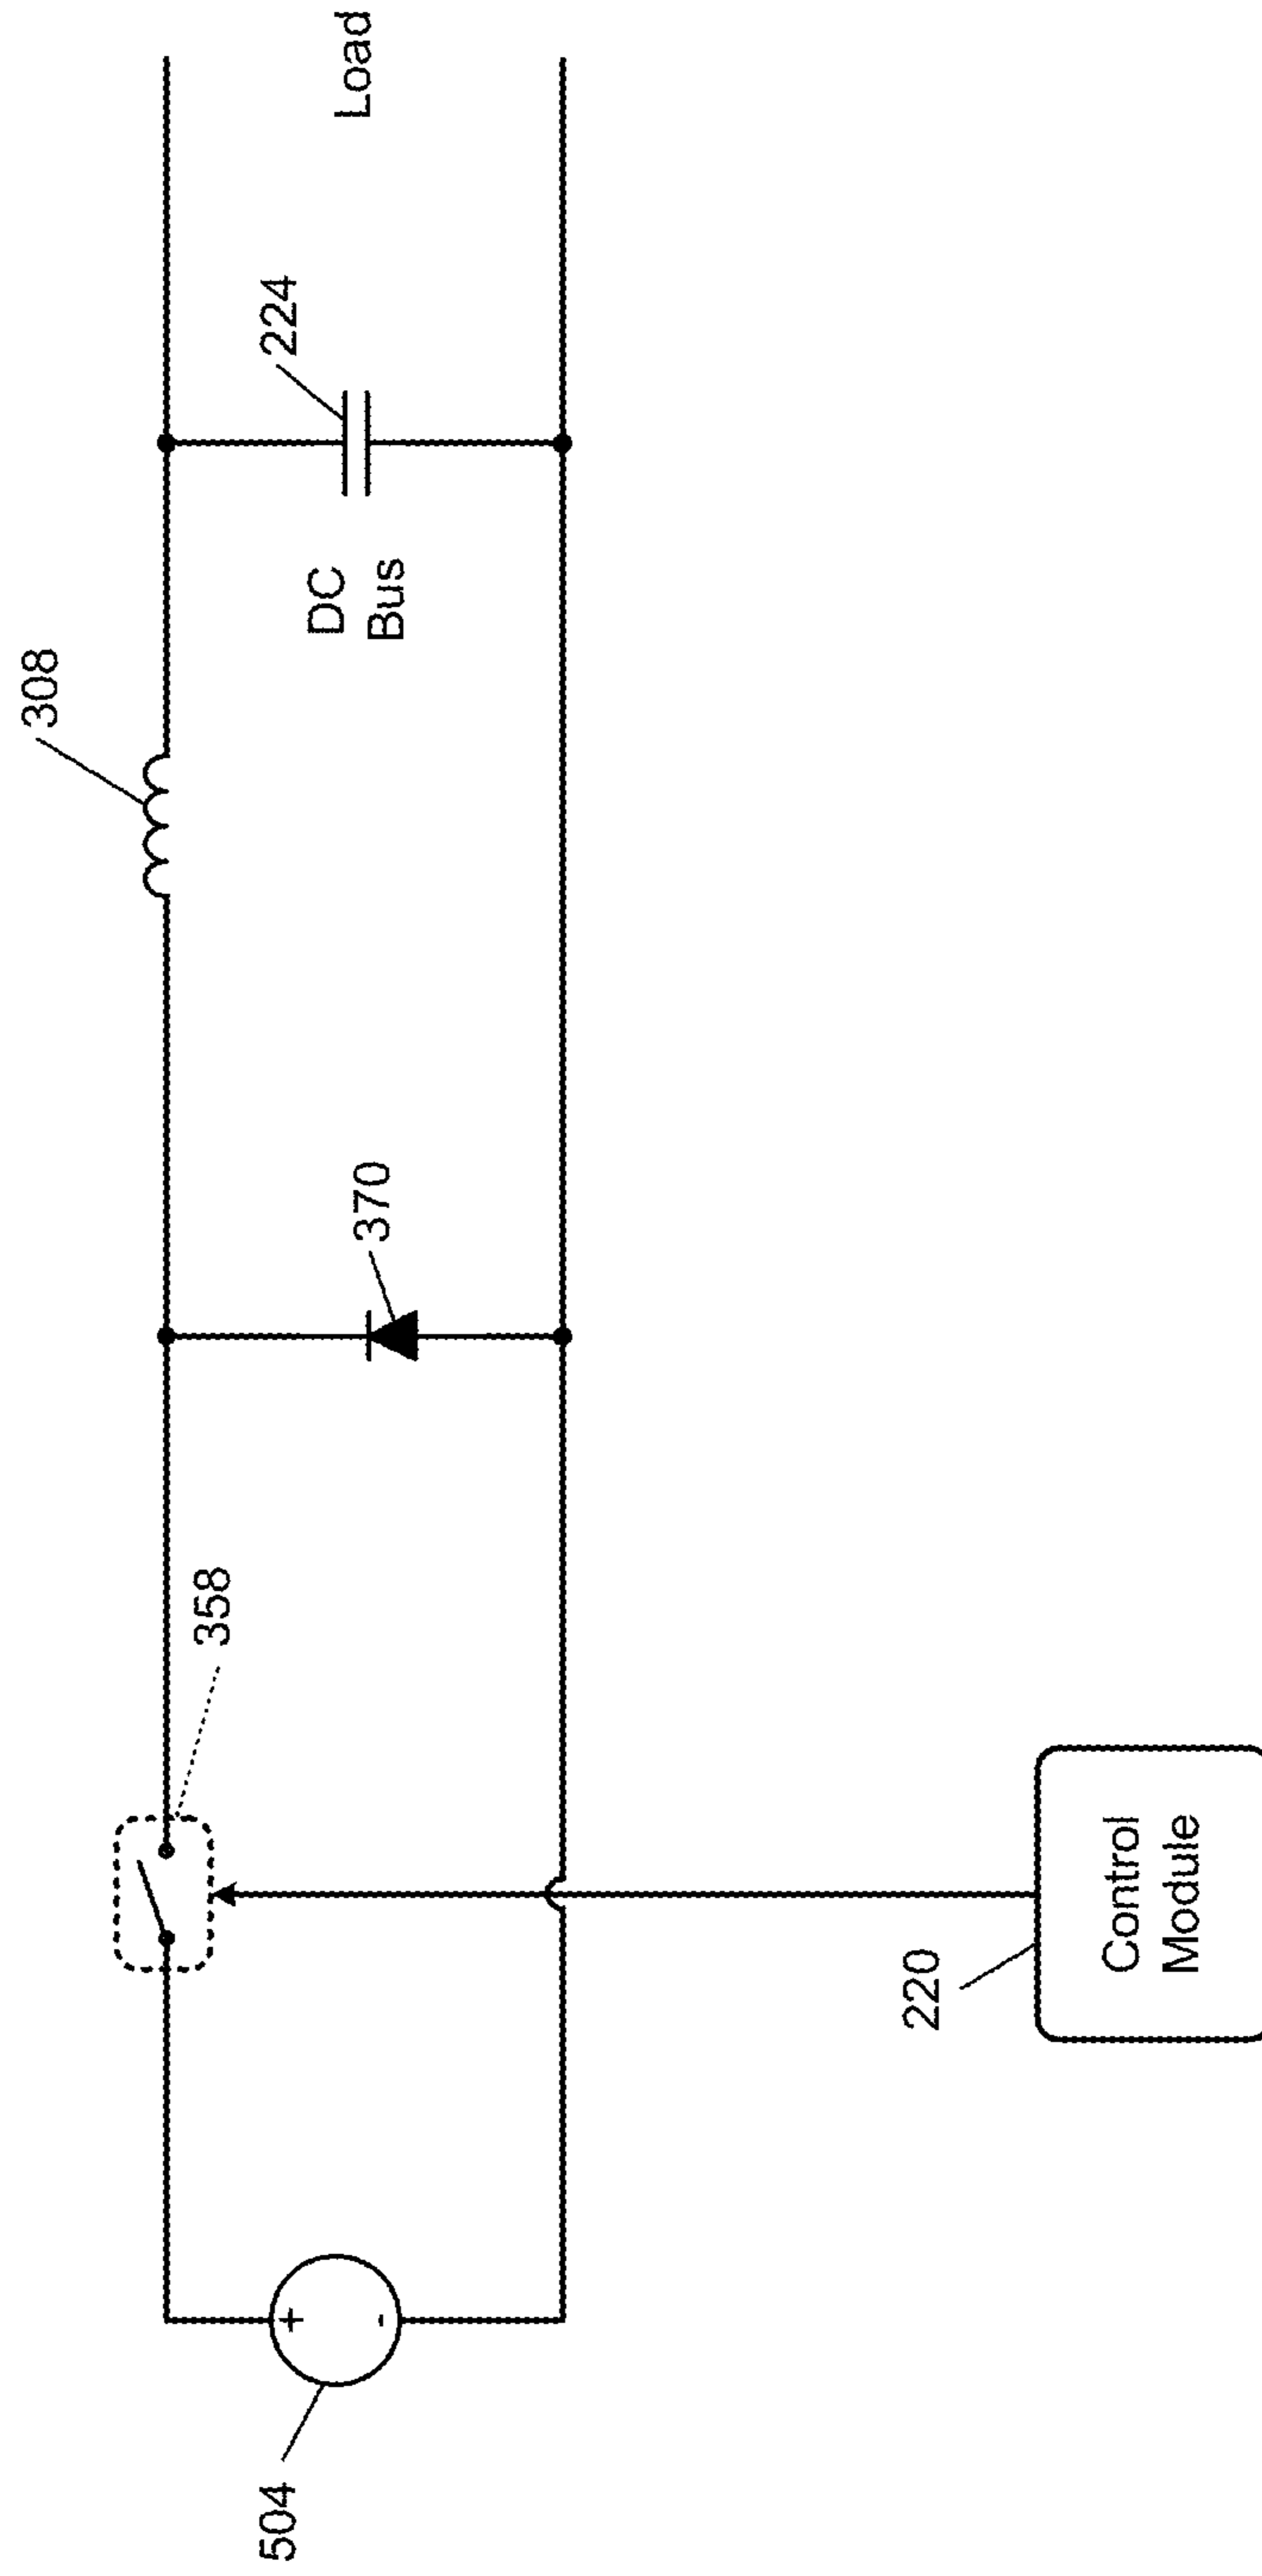 308
Load
224
DC
Bus
370
358
504
+
-
220
Control
Module